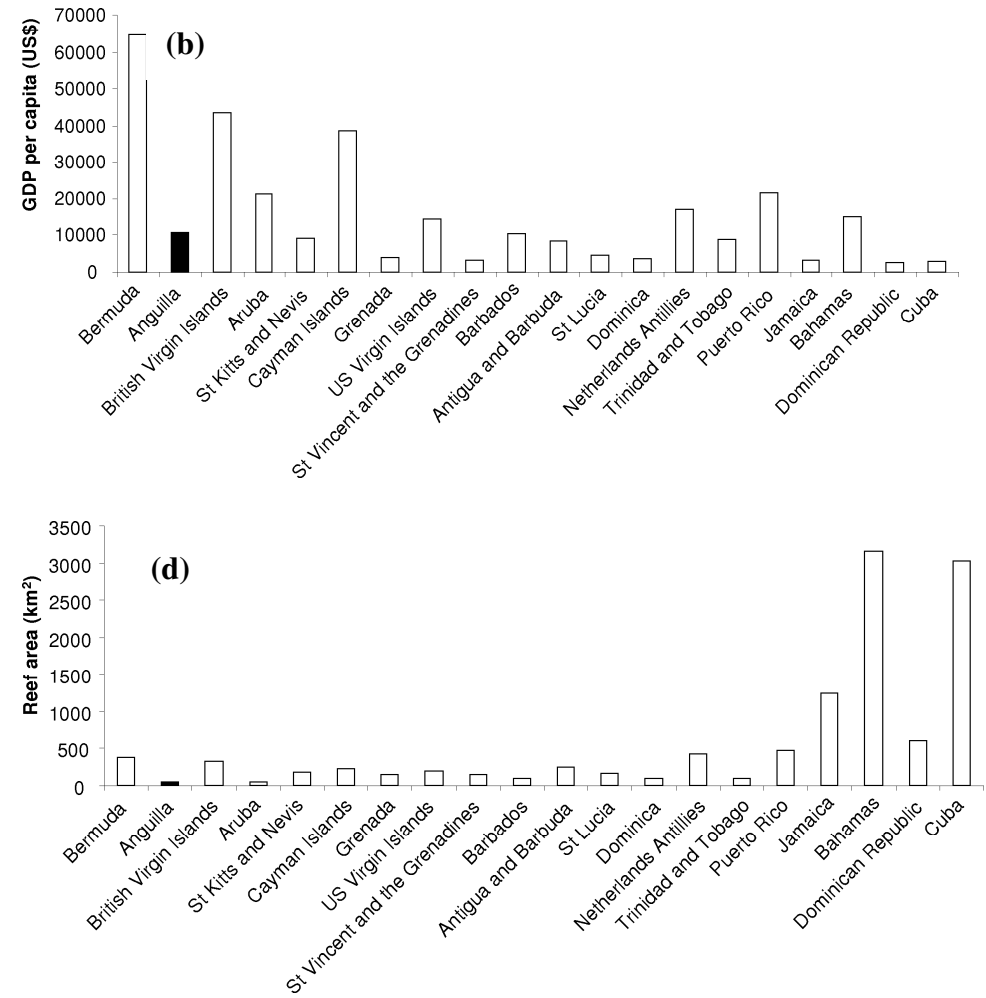 GDP per capita (US$)
(b)
70000
60000
50000
40000
30000
20000
10000
0
Bermuda
Anguilla
British Virgin Islands
Aruba
St Kitts and Nevis
Cayman Islands
Grenada
US Virgin Islands
St Vincent and the Grenadines
Barbados
Antigua and Barbuda
St Lucia
Dominica
Netherlands Antillies
Trinidad and Tobago
Puerto Rico
Jamaica
Bahamas
Dominican Republic
Cuba
Reef area (km²)
(d)
3500
3000
2500
2000
1500
1000
500
0
Bermuda
Anguilla
British Virgin Islands
Aruba
St Kitts and Nevis
Cayman Islands
Grenada
US Virgin Islands
St Vincent and the Grenadines
Barbados
Antigua and Barbuda
St Lucia
Dominica
Netherlands Antillies
Trinidad and Tobago
Puerto Rico
Jamaica
Bahamas
Dominican Republic
Cuba